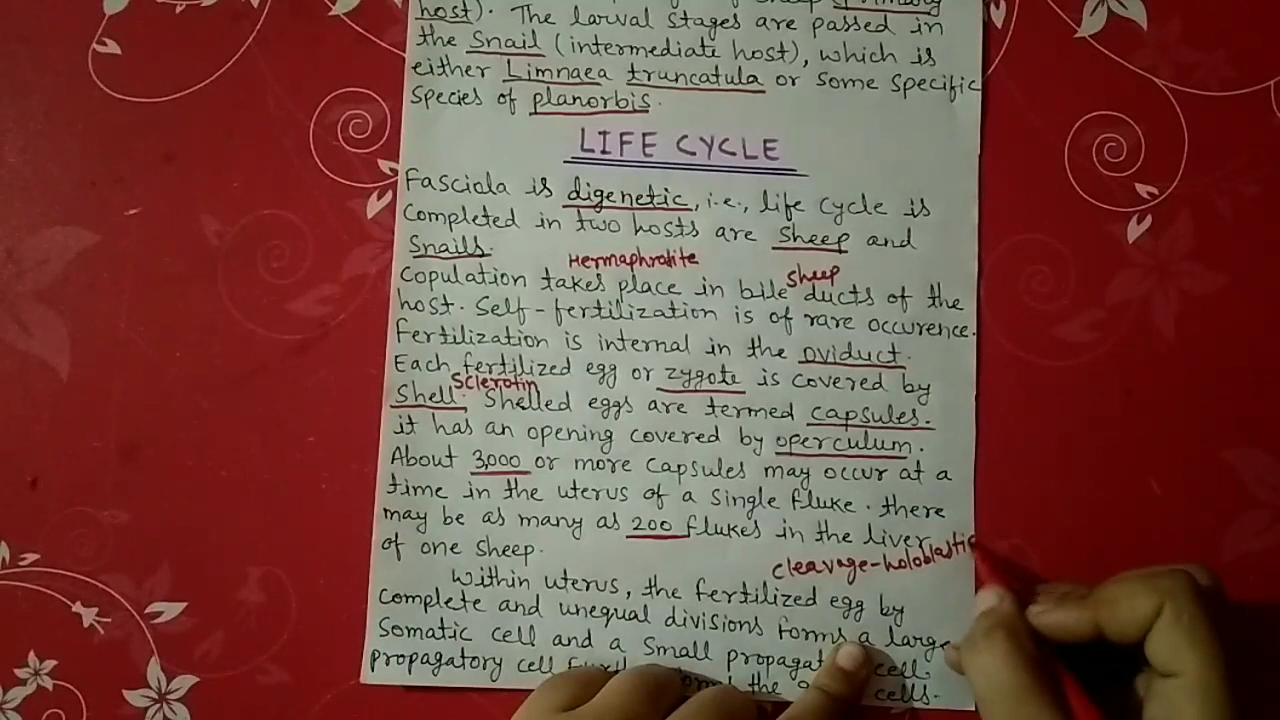 host). The larval stages are passed in
the snail (intermediate host), which is
either Limnaea truncatula or some specific
species of planorbis.
LIFE CYCLE
Fasciola is digenetic, i.e., life cycle is
completed in two hosts are sheep and
snails.
Hermaphrodite
sheep
copulation takes place in bile ducts of the
host. Self-fertilization is of rare occurence.
Fertilization is internal in the oviduct.
Each fertilized egg or zygote is covered by
Sclerotin
Shell. Shelled eggs are termed capsules.
it has an opening covered by operculum.
About 3,000 or more capsules may occur at a
time in the uterus of a single fluke. there
may be as many as 200 flukes in the liver
of one sheep.
cleavage-holoblastic
Within uterus, the fertilized egg by
complete and unequal divisions forms a large
Somatic cell and a small propagatory cell.
propagatory cell the cells.